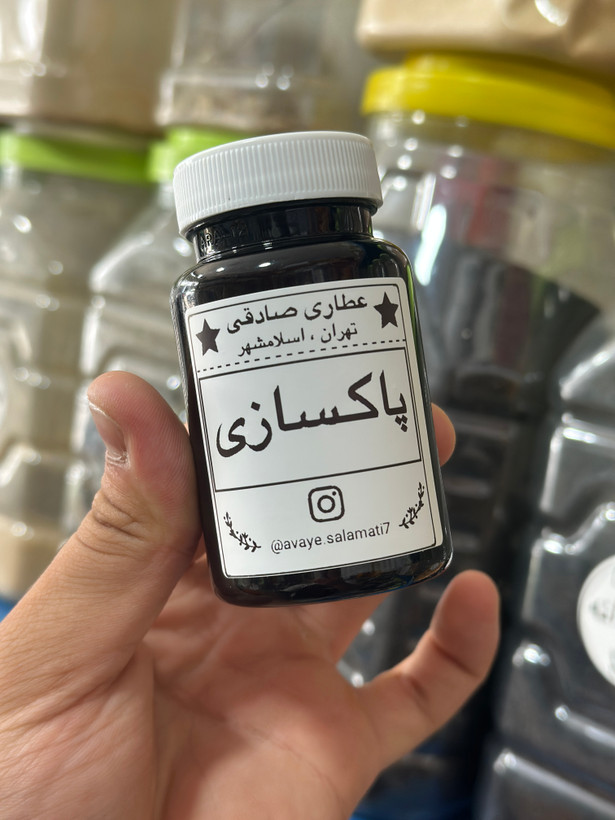 عطاری صادقی
تهران ، اسلامشهر
پاکسازی
@avaye.salamati7